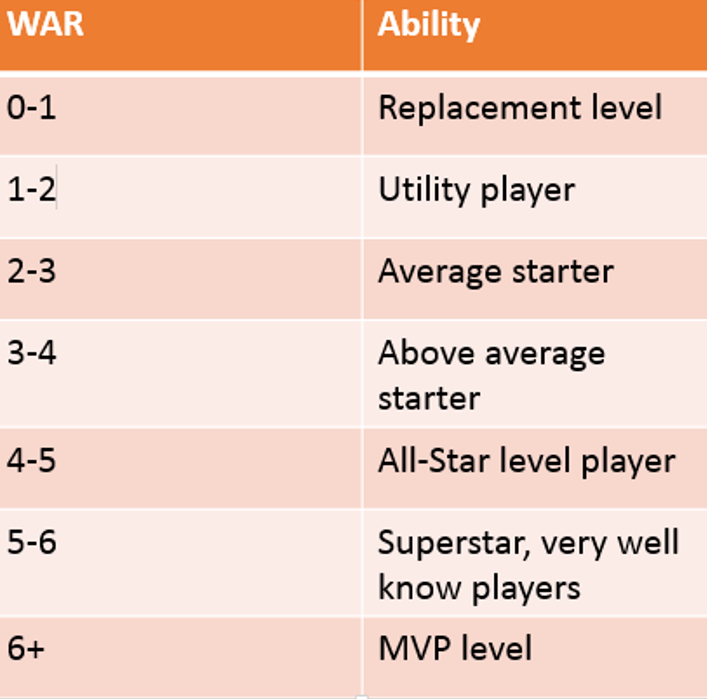 WAR Ability
0-1 Replacement level
1-2 Utility player
2-3 Average starter
3-4 Above average
starter
4-5 All-Star level player
5-6 Superstar, very well
know players
6+ MVP level